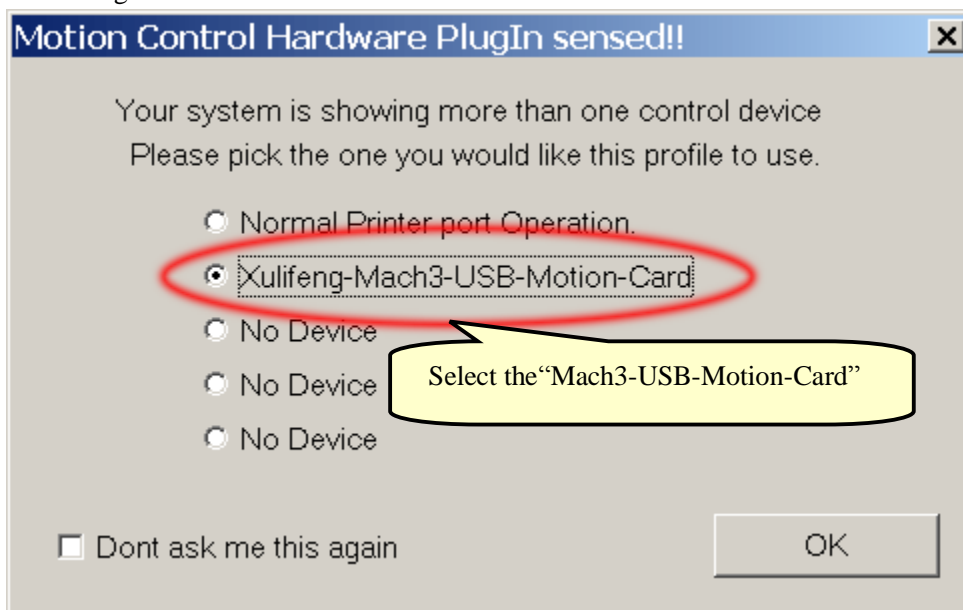 Motion Control Hardware PlugIn sensed!!
Your system is showing more than one control device
Please pick the one you would like this profile to use.
Normal Printer port Operation.
Xulifeng-Mach3-USB-Motion-Card
No Device
Select the“Mach3-USB-Motion-Card”
No Device
No Device
Dont ask me this again
OK